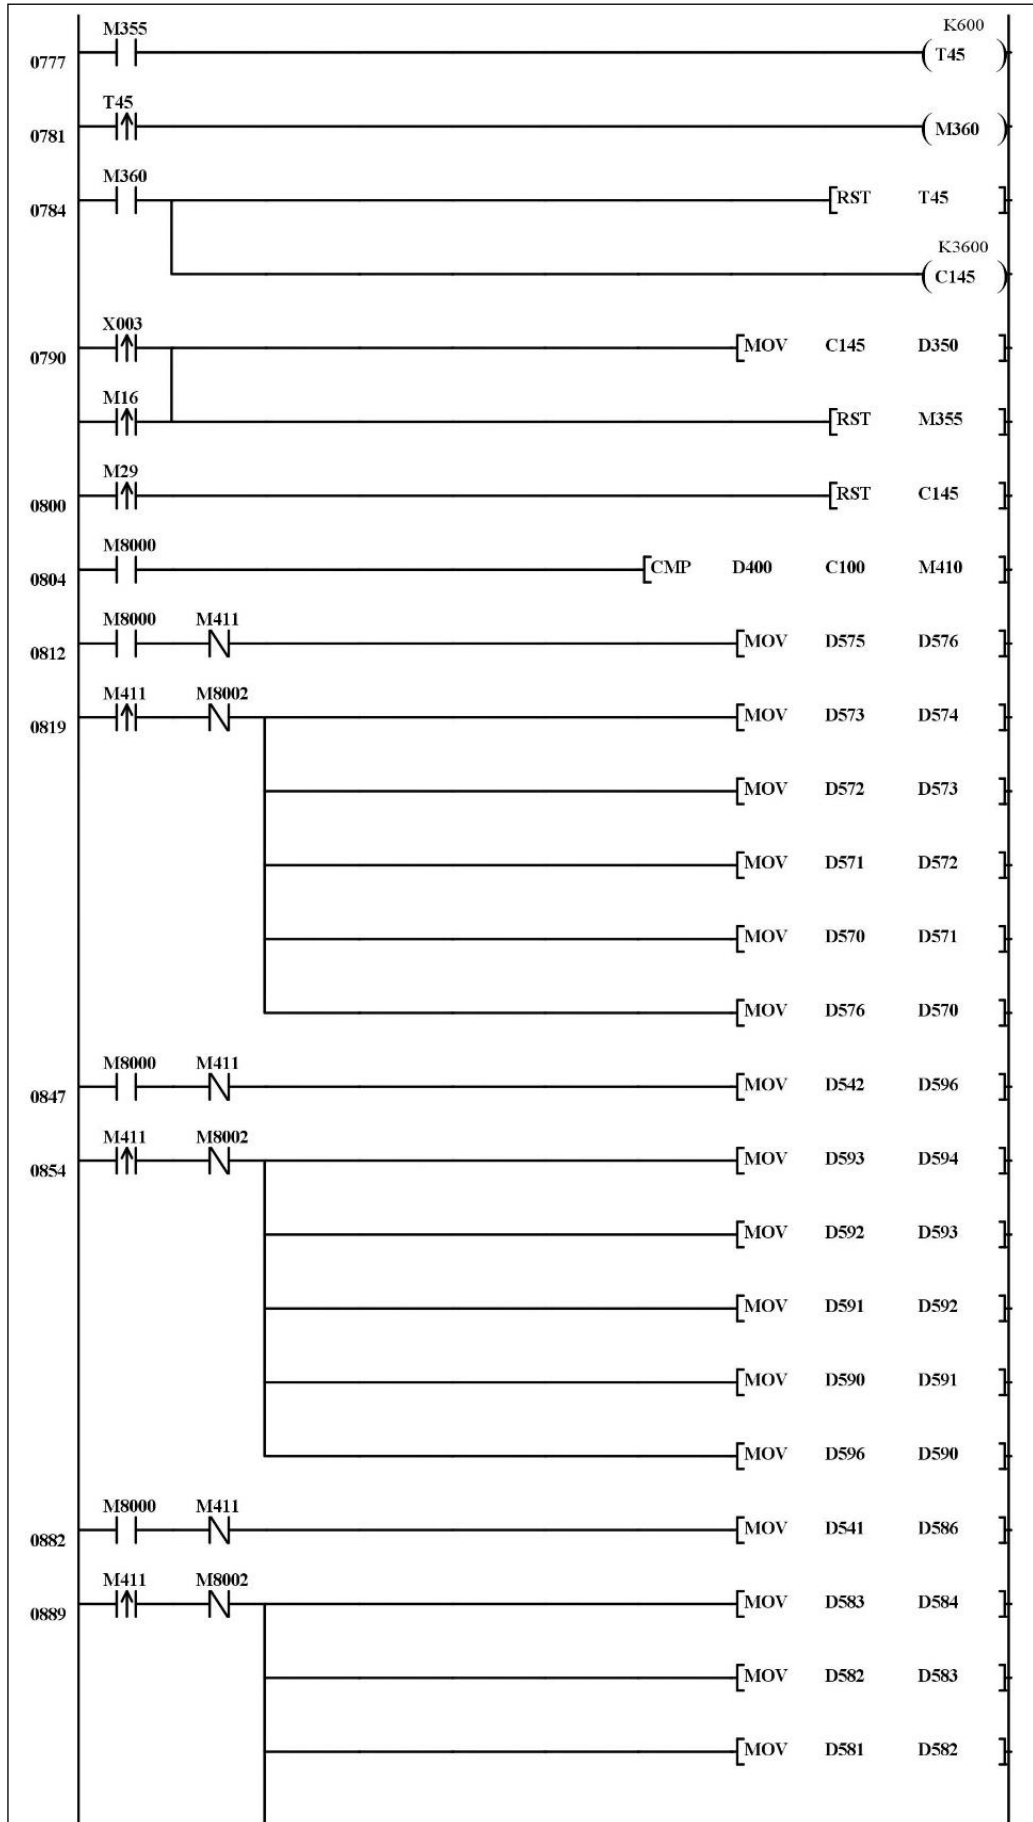 M355 K600
0777 T45
T45
0781 M360
M360
0784 RST T45
K3600
C145
X003
0790 MOV C145 D350
M16
RST M355
M29
0800 RST C145
M8000
0804 CMP D400 C100 M410
M8000 M411
0812 MOV D575 D576
M411 M8002
0819 MOV D573 D574
MOV D572 D573
MOV D571 D572
MOV D570 D571
MOV D576 D570
M8000 M411
0847 MOV D542 D596
M411 M8002
0854 MOV D593 D594
MOV D592 D593
MOV D591 D592
MOV D590 D591
MOV D596 D590
M8000 M411
0882 MOV D541 D586
M411 M8002
0889 MOV D583 D584
MOV D582 D583
MOV D581 D582